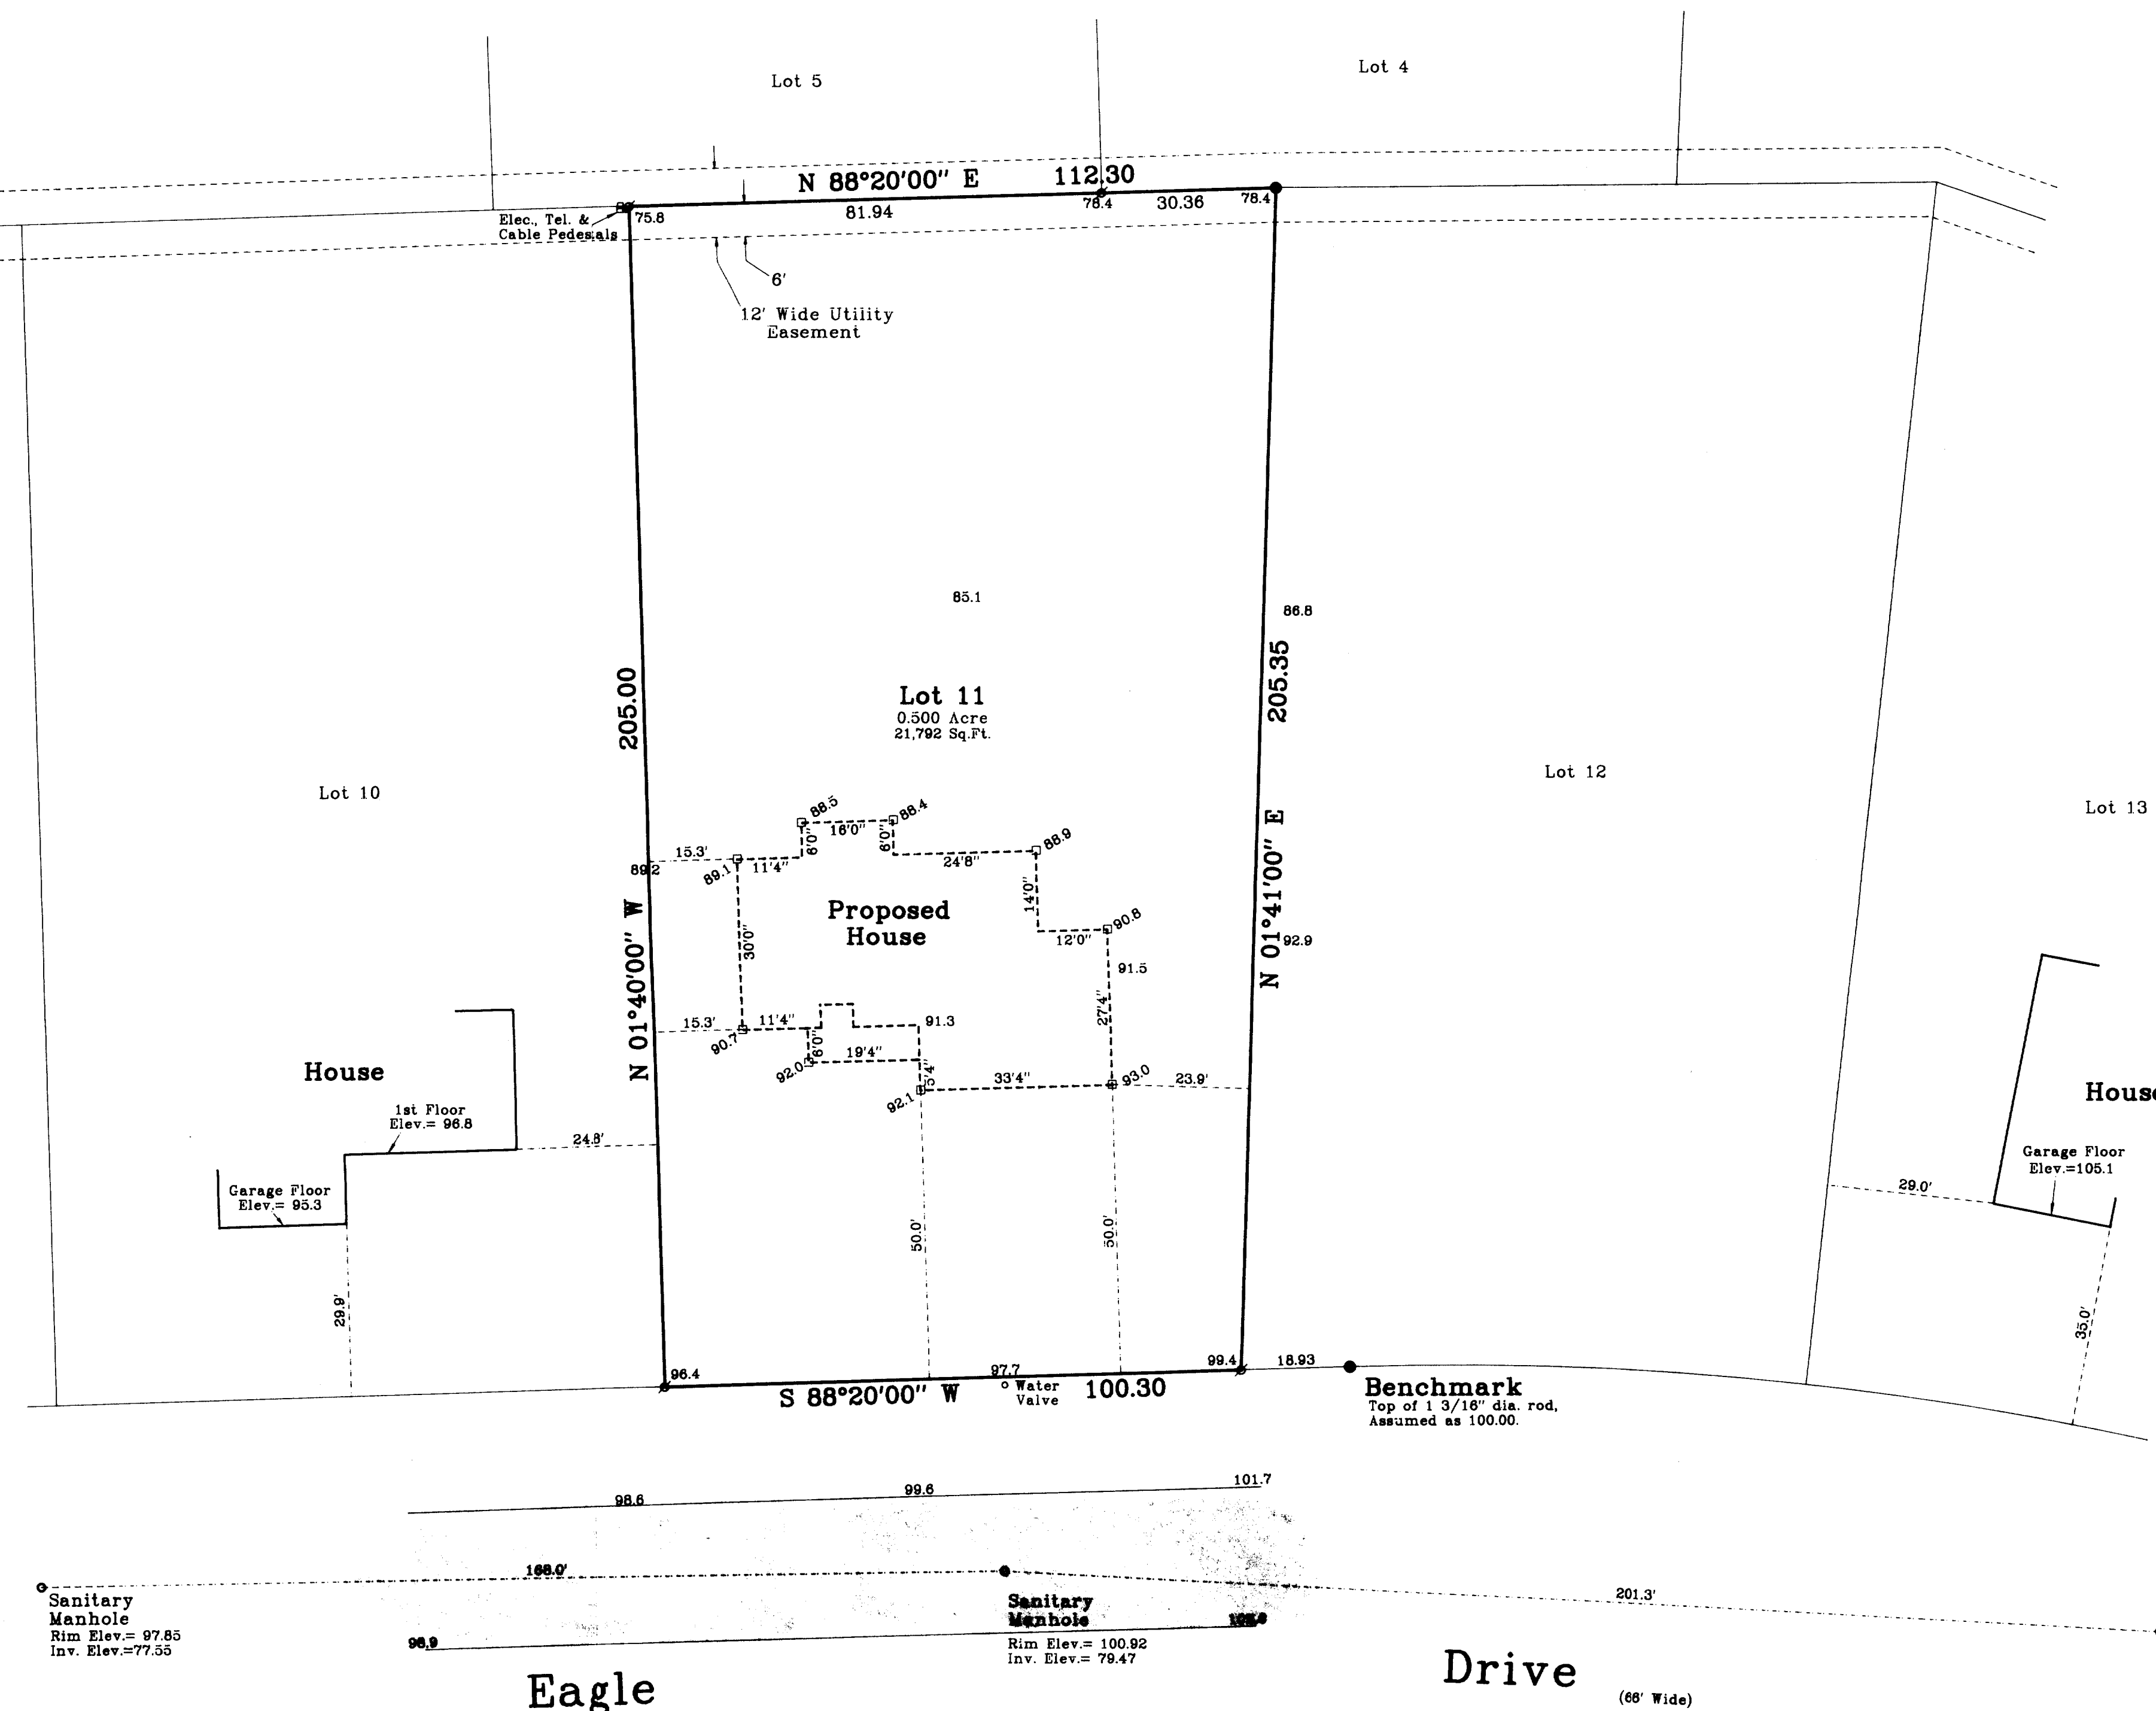 Lot 5
Lot 4
N 88°20'00" E 112.30
75.8 81.94 78.4 30.36 78.4
Elec., Tel. &
Cable Pedestals
6'
12' Wide Utility
Easement
85.1
86.8
205.00
205.35
Lot 11
0.500 Acre
21,792 Sq.Ft.
Lot 10
Lot 12
Lot 13
88.5
88.4
16'0"
6'0"
6'0"
88.9
15.3'
89.2
89.1
11'4"
24'8"
14'0"
Proposed
House
90.8
12'0"
92.9
91.5
30'0"
27'4"
N 01°40'00" W
N 01°41'00" E
15.3'
11'4"
90.7
91.3
6'0"
19'4"
92.0
5'4"
92.1
33'4"
93.0
23.9'
House
1st Floor
Elev.= 96.8
24.8'
Garage Floor
Elev.= 95.3
29.9'
50.0'
50.0'
House
Garage Floor
Elev.=105.1
29.0'
35.0'
96.4
97.7
99.4
18.93
S 88°20'00" W
Water
Valve
100.30
Benchmark
Top of 1 3/16" dia. rod,
Assumed as 100.00.
98.6
99.6
101.7
168.0'
201.3'
Sanitary
Manhole
Rim Elev.= 97.85
Inv. Elev.=77.55
98.9
Sanitary
Manhole
Rim Elev.= 100.92
Inv. Elev.= 79.47
Eagle
Drive
(66' Wide)